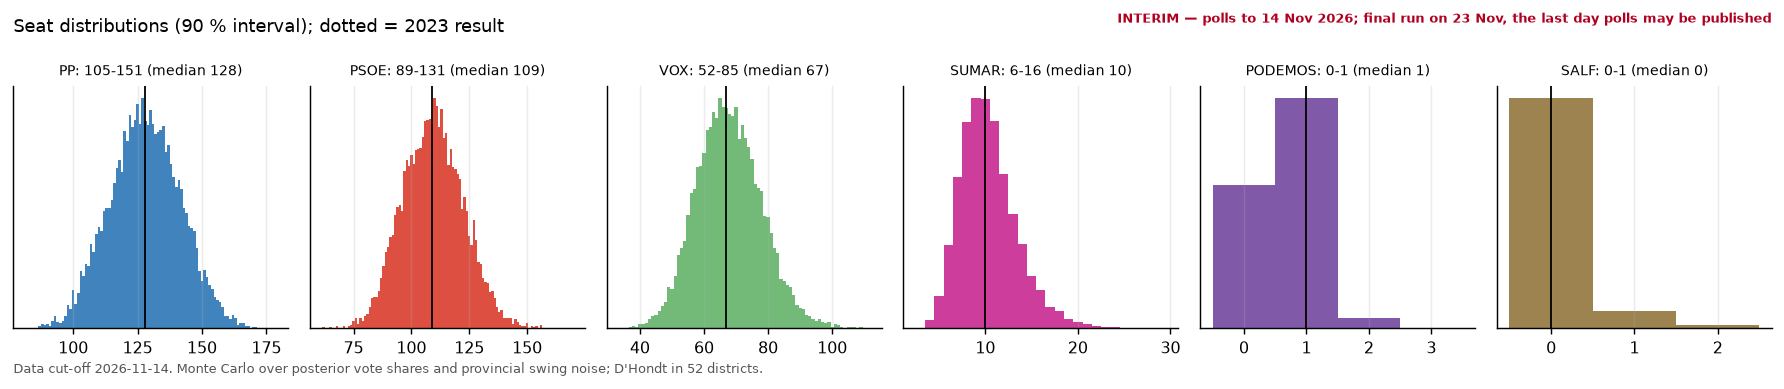 Seat distributions (90 % interval); dotted = 2023 result
INTERIM — polls to 14 Nov 2026; final run on 23 Nov, the last day polls may be published
PP: 105-151 (median 128)
PSOE: 89-131 (median 109)
VOX: 52-85 (median 67)
SUMAR: 6-16 (median 10)
PODEMOS: 0-1 (median 1)
SALF: 0-1 (median 0)
100 125 150 175
75 100 125 150
40 60 80 100
10 20 30
0 1 2 3
0 1 2
Data cut-off 2026-11-14. Monte Carlo over posterior vote shares and provincial swing noise; D'Hondt in 52 districts.